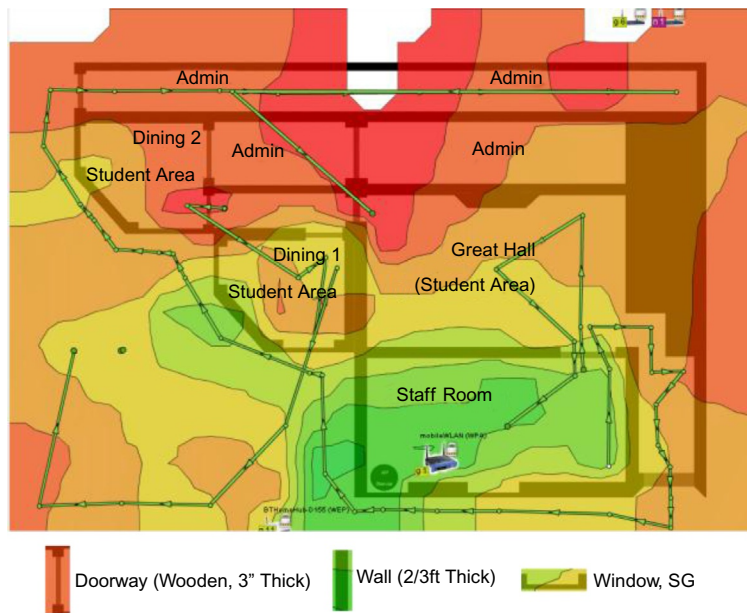 Admin
Admin
Dining 2
Admin
Admin
Student Area
Dining 1
Great Hall
Student Area
(Student Area)
Staff Room
mobileWLAN (WPA)
g 1
Doorway (Wooden, 3” Thick)
Wall (2/3ft Thick)
Window, SG